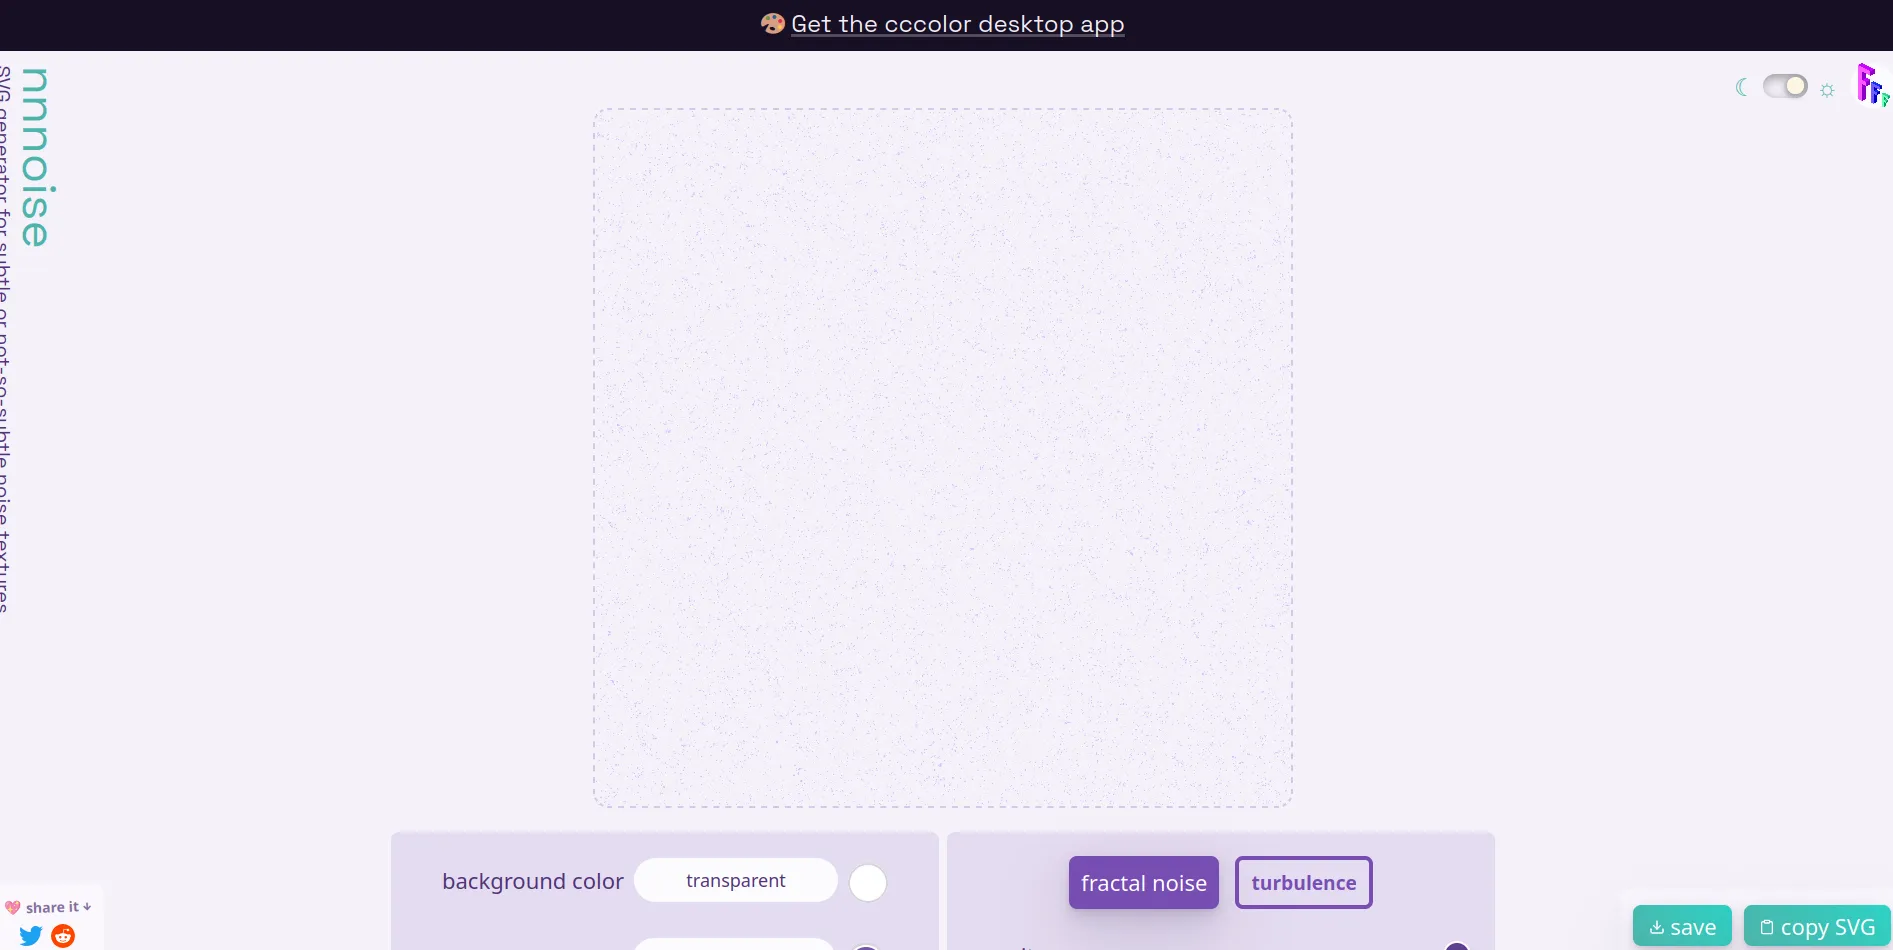 Get the cccolor desktop app
nnnoise
SVG generator for subtle or not-so-subtle noise textures
background color
transparent
fractal noise
turbulence
share it ↓
save
copy SVG